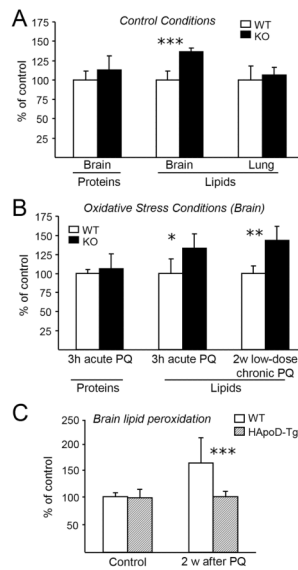 A
Control Conditions
% of control
175
150
125
100
75
50
25
WT
KO
***
Brain Brain Lung
Proteins Lipids
B
Oxidative Stress Conditions (Brain)
% of control
175
150
125
100
75
50
25
WT
KO
*
**
3h acute PQ 3h acute PQ 2w low-dose
chronic PQ
Proteins Lipids
C
Brain lipid peroxidation
% of control
250
200
150
100
50
WT
HApoD-Tg
***
Control 2 w after PQ